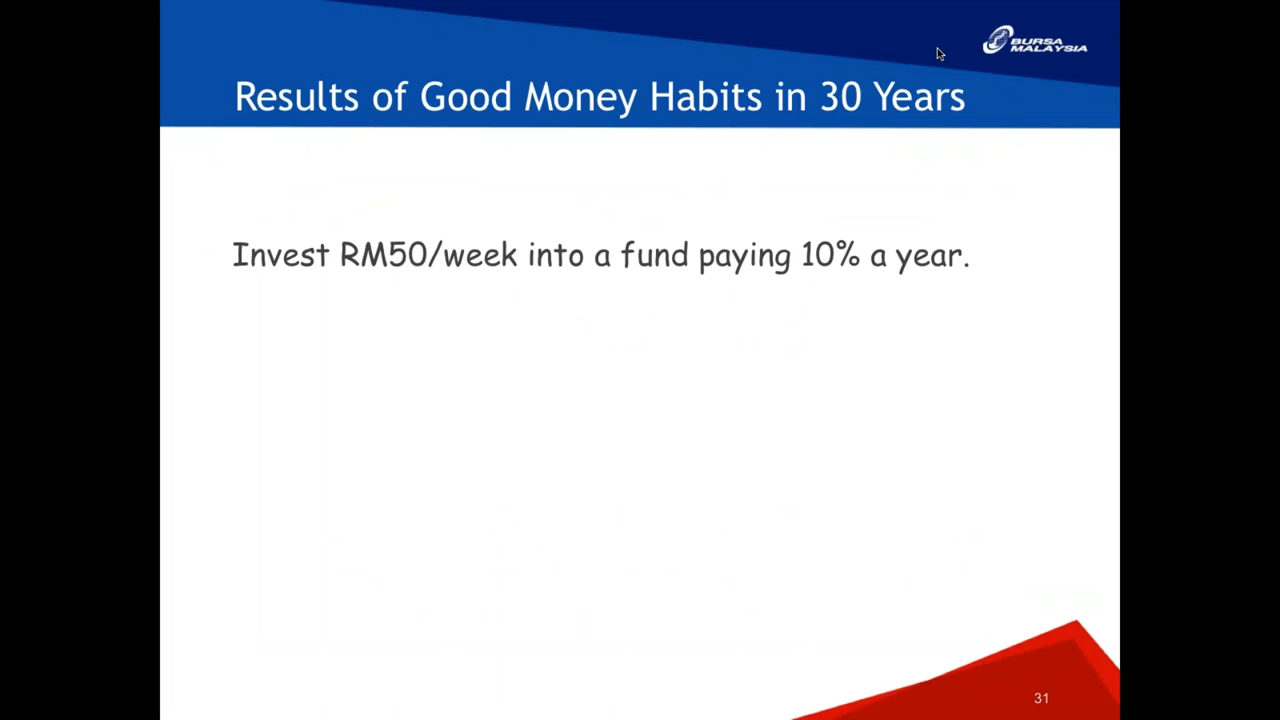 BURSA
MALAYSIA
Results of Good Money Habits in 30 Years
Invest RM50/week into a fund paying 10% a year.
31